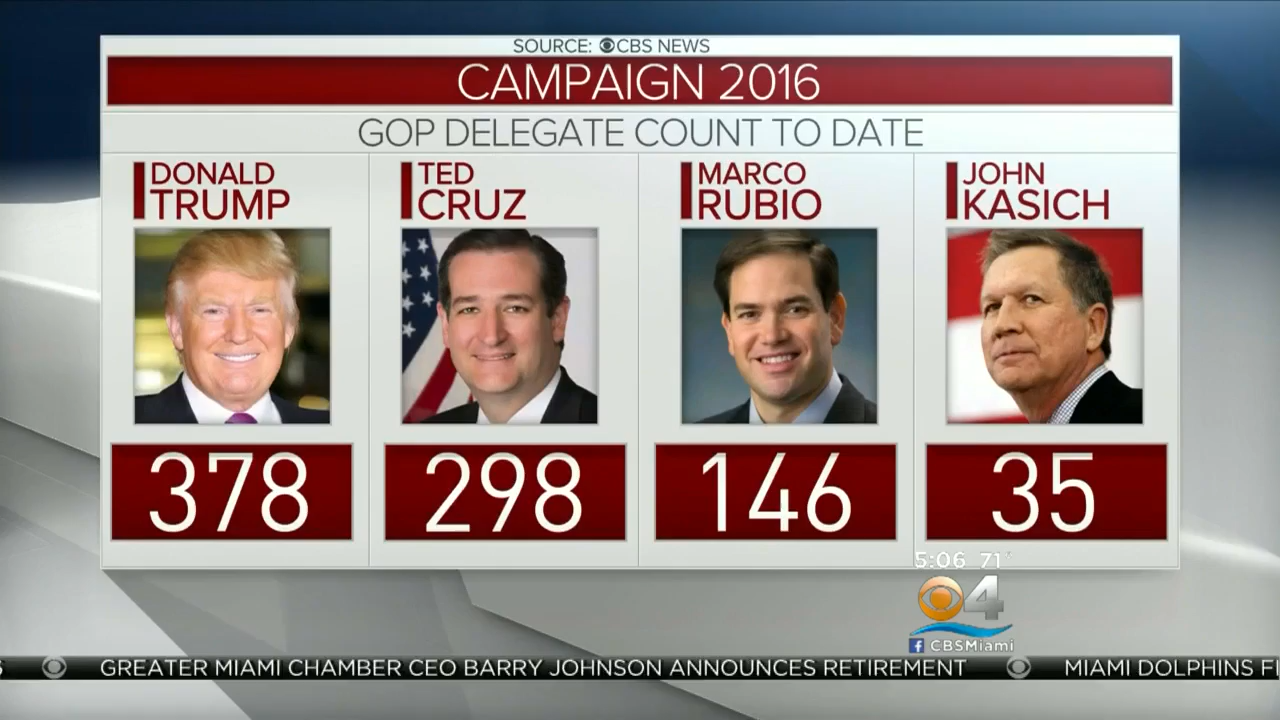 SOURCE: CBS NEWS
CAMPAIGN 2016
GOP DELEGATE COUNT TO DATE
DONALD
TRUMP
TED
CRUZ
MARCO
RUBIO
JOHN
KASICH
378
298
146
35
5:06 71°
4
CBSMiami
GREATER MIAMI CHAMBER CEO BARRY JOHNSON ANNOUNCES RETIREMENT MIAMI DOLPHINS